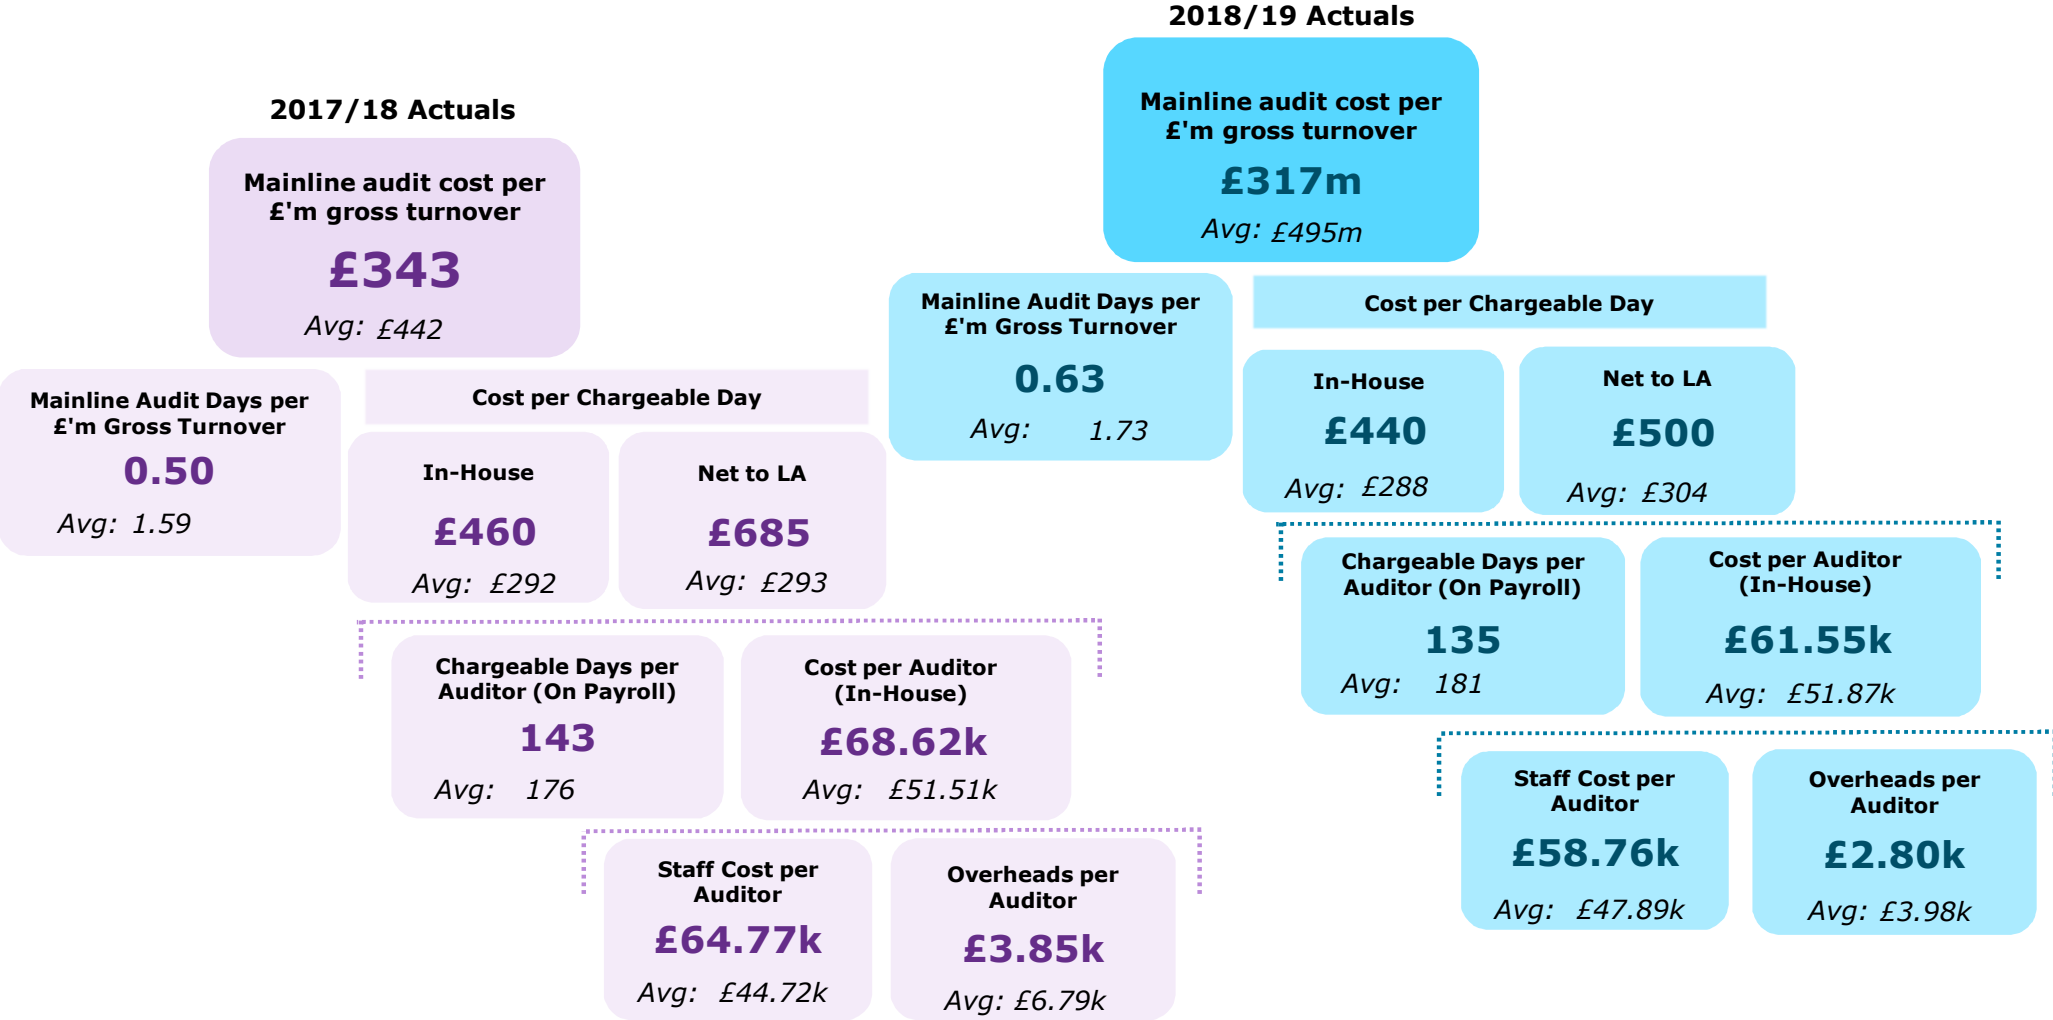 2017/18 Actuals
Mainline audit cost per
£'m gross turnover
£343
Avg: £442
Mainline Audit Days per
£'m Gross Turnover
0.50
Avg: 1.59
Cost per Chargeable Day
In-House
£460
Avg: £292
Net to LA
£685
Avg: £293
Chargeable Days per
Auditor (On Payroll)
143
Avg: 176
Cost per Auditor
(In-House)
£68.62k
Avg: £51.51k
Staff Cost per
Auditor
£64.77k
Avg: £44.72k
Overheads per
Auditor
£3.85k
Avg: £6.79k
2018/19 Actuals
Mainline audit cost per
£'m gross turnover
£317m
Avg: £495m
Mainline Audit Days per
£'m Gross Turnover
0.63
Avg: 1.73
Cost per Chargeable Day
In-House
£440
Avg: £288
Net to LA
£500
Avg: £304
Chargeable Days per
Auditor (On Payroll)
135
Avg: 181
Cost per Auditor
(In-House)
£61.55k
Avg: £51.87k
Staff Cost per
Auditor
£58.76k
Avg: £47.89k
Overheads per
Auditor
£2.80k
Avg: £3.98k